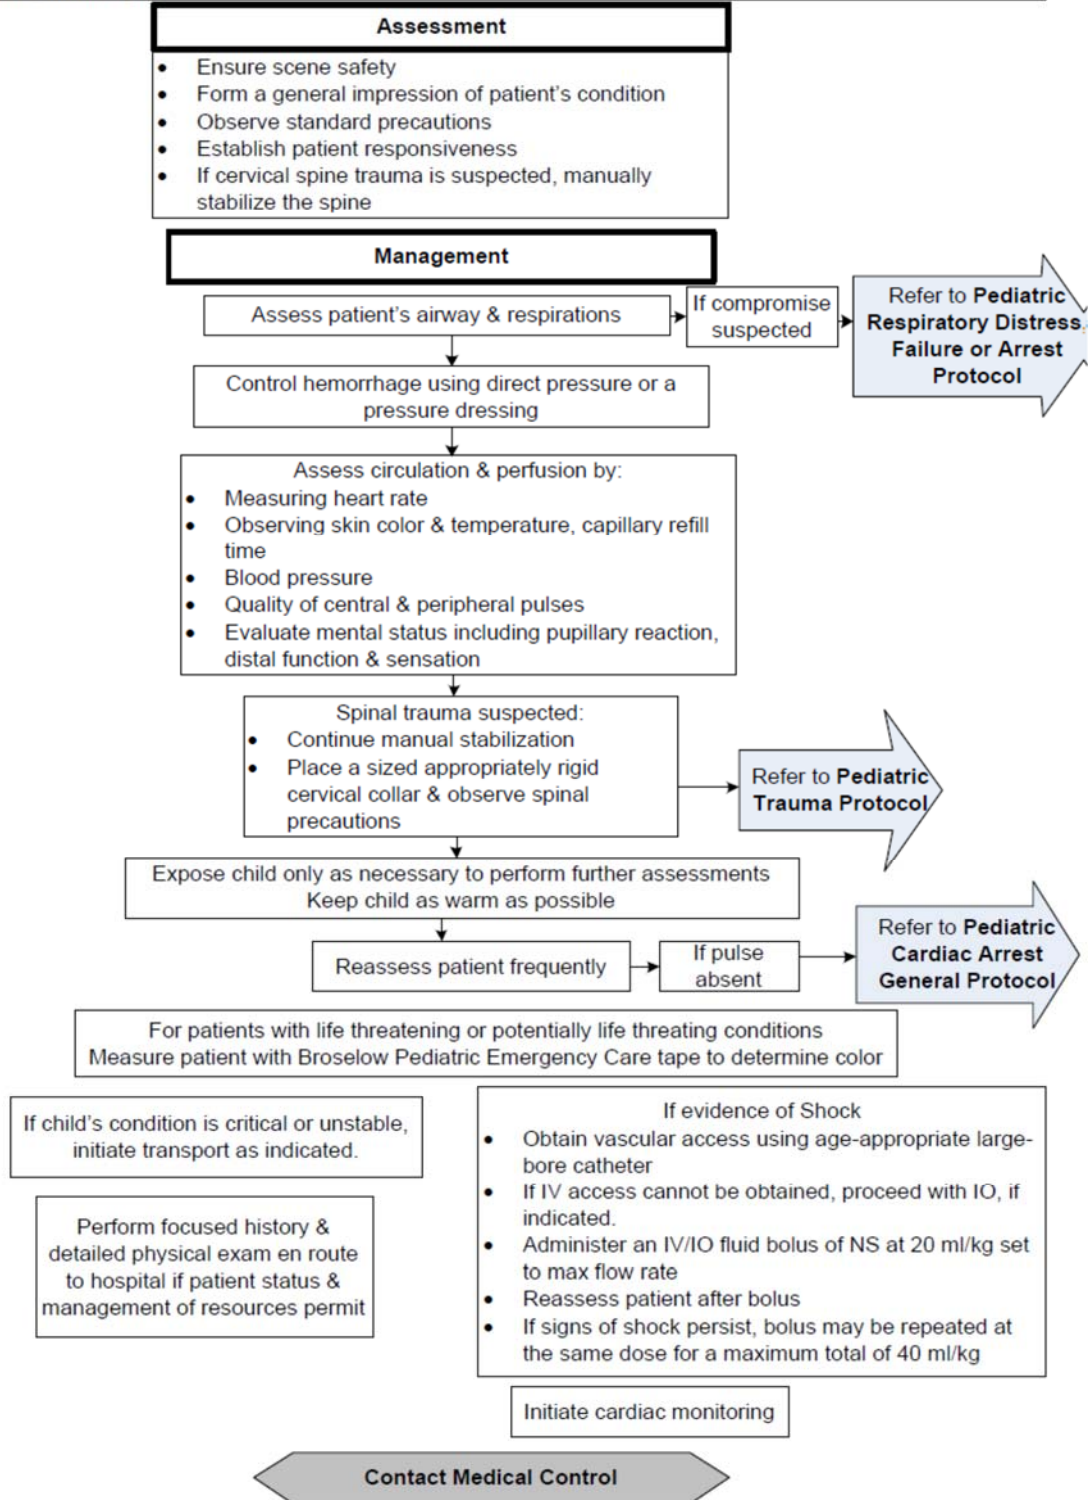 Assessment
• Ensure scene safety
• Form a general impression of patient's condition
• Observe standard precautions
• Establish patient responsiveness
• If cervical spine trauma is suspected, manually
stabilize the spine
Management
Assess patient's airway & respirations
If compromise
suspected
Refer to Pediatric
Respiratory Distress,
Failure or Arrest
Protocol
Control hemorrhage using direct pressure or a
pressure dressing
Assess circulation & perfusion by:
• Measuring heart rate
• Observing skin color & temperature, capillary refill
time
• Blood pressure
• Quality of central & peripheral pulses
• Evaluate mental status including pupillary reaction,
distal function & sensation
Spinal trauma suspected:
• Continue manual stabilization
• Place a sized appropriately rigid
cervical collar & observe spinal
precautions
Refer to Pediatric
Trauma Protocol
Expose child only as necessary to perform further assessments
Keep child as warm as possible
Reassess patient frequently
If pulse
absent
Refer to Pediatric
Cardiac Arrest
General Protocol
For patients with life threatening or potentially life threating conditions
Measure patient with Broselow Pediatric Emergency Care tape to determine color
If child's condition is critical or unstable,
initiate transport as indicated.
Perform focused history &
detailed physical exam en route
to hospital if patient status &
management of resources permit
If evidence of Shock
• Obtain vascular access using age-appropriate large-
bore catheter
• If IV access cannot be obtained, proceed with IO, if
indicated.
• Administer an IV/IO fluid bolus of NS at 20 ml/kg set
to max flow rate
• Reassess patient after bolus
• If signs of shock persist, bolus may be repeated at
the same dose for a maximum total of 40 ml/kg
Initiate cardiac monitoring
Contact Medical Control